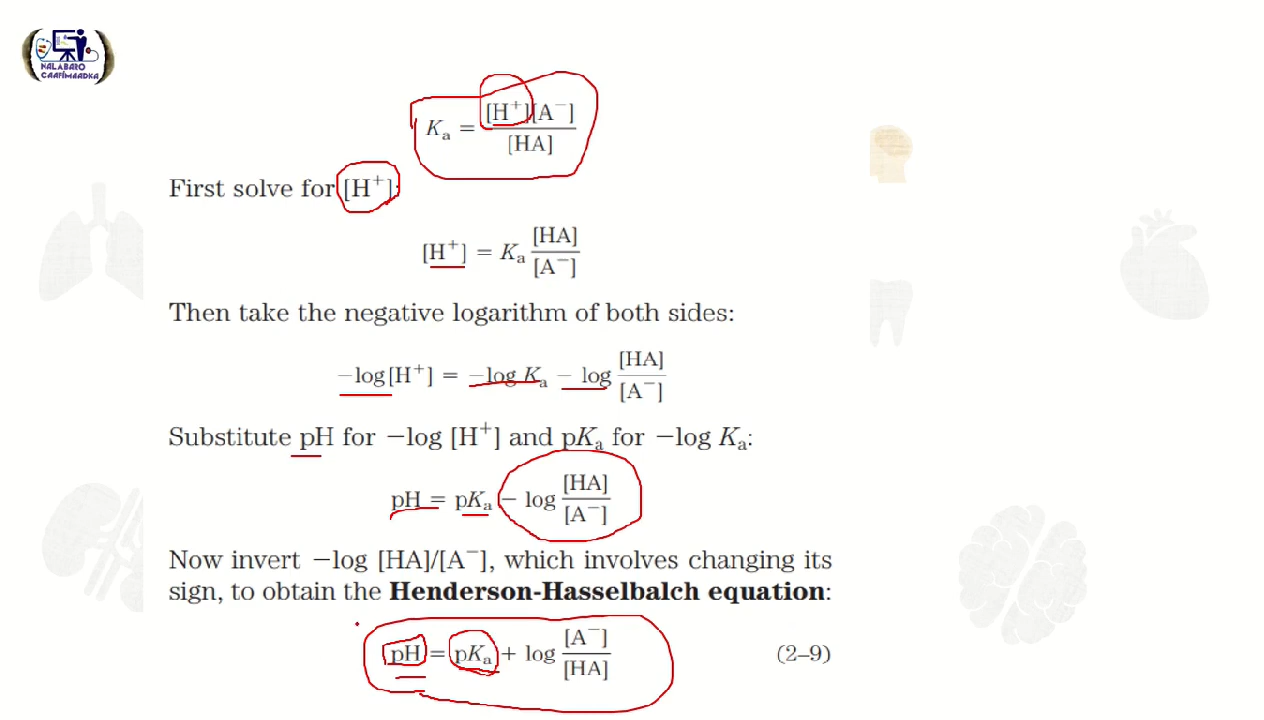 HALABARO
CAAFIMAADKA
Kₐ = [H⁺][A⁻] / [HA]
First solve for [H⁺]:
[H⁺] = Kₐ [HA] / [A⁻]
Then take the negative logarithm of both sides:
−log[H⁺] = −log Kₐ − log [HA] / [A⁻]
Substitute pH for −log [H⁺] and pKₐ for −log Kₐ:
pH = pKₐ − log [HA] / [A⁻]
Now invert −log [HA]/[A⁻], which involves changing its
sign, to obtain the Henderson-Hasselbalch equation:
pH = pKₐ + log [A⁻] / [HA] (2–9)